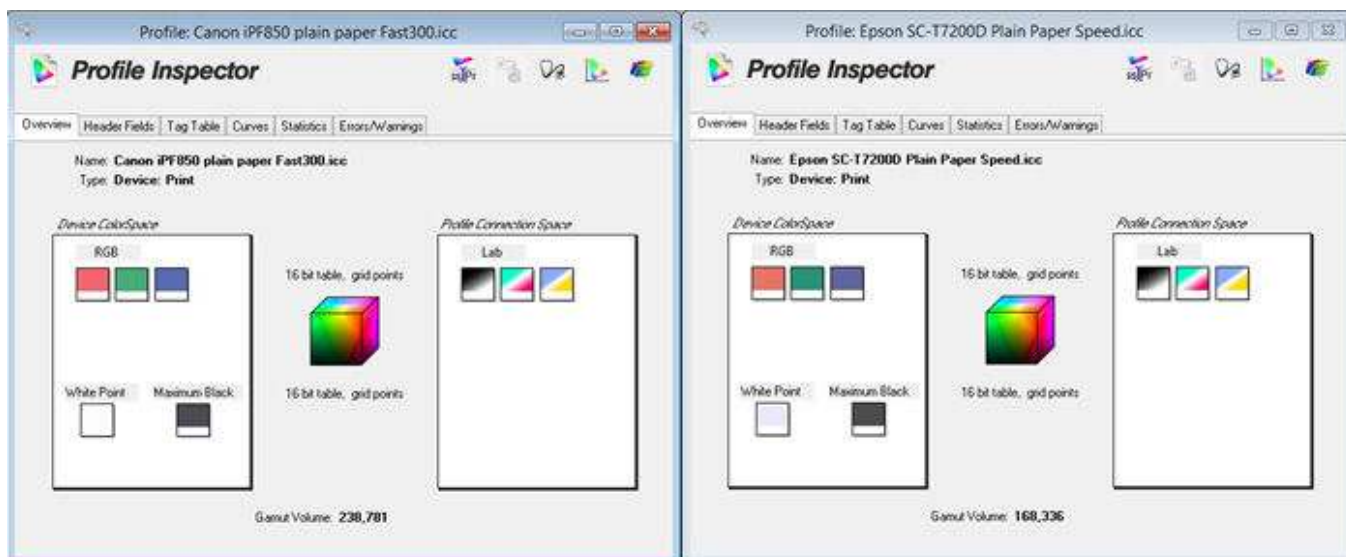 Profile: Canon iPF850 plain paper Fast300.icc
Profile Inspector
Overview Header Fields Tag Table Curves Statistics Errors/Warnings
Name: Canon iPF850 plain paper Fast300.icc
Type: Device: Print
Device ColorSpace
Profile Connection Space
RGB
Lab
16 bit table, grid points
White Point
Maximum Black
16 bit table, grid points
Gamut Volume: 238,781
Profile: Epson SC-T7200D Plain Paper Speed.icc
Profile Inspector
Overview Header Fields Tag Table Curves Statistics Errors/Warnings
Name: Epson SC-T7200D Plain Paper Speed.icc
Type: Device: Print
Device ColorSpace
Profile Connection Space
RGB
Lab
16 bit table, grid points
White Point
Maximum Black
16 bit table, grid points
Gamut Volume: 168,336